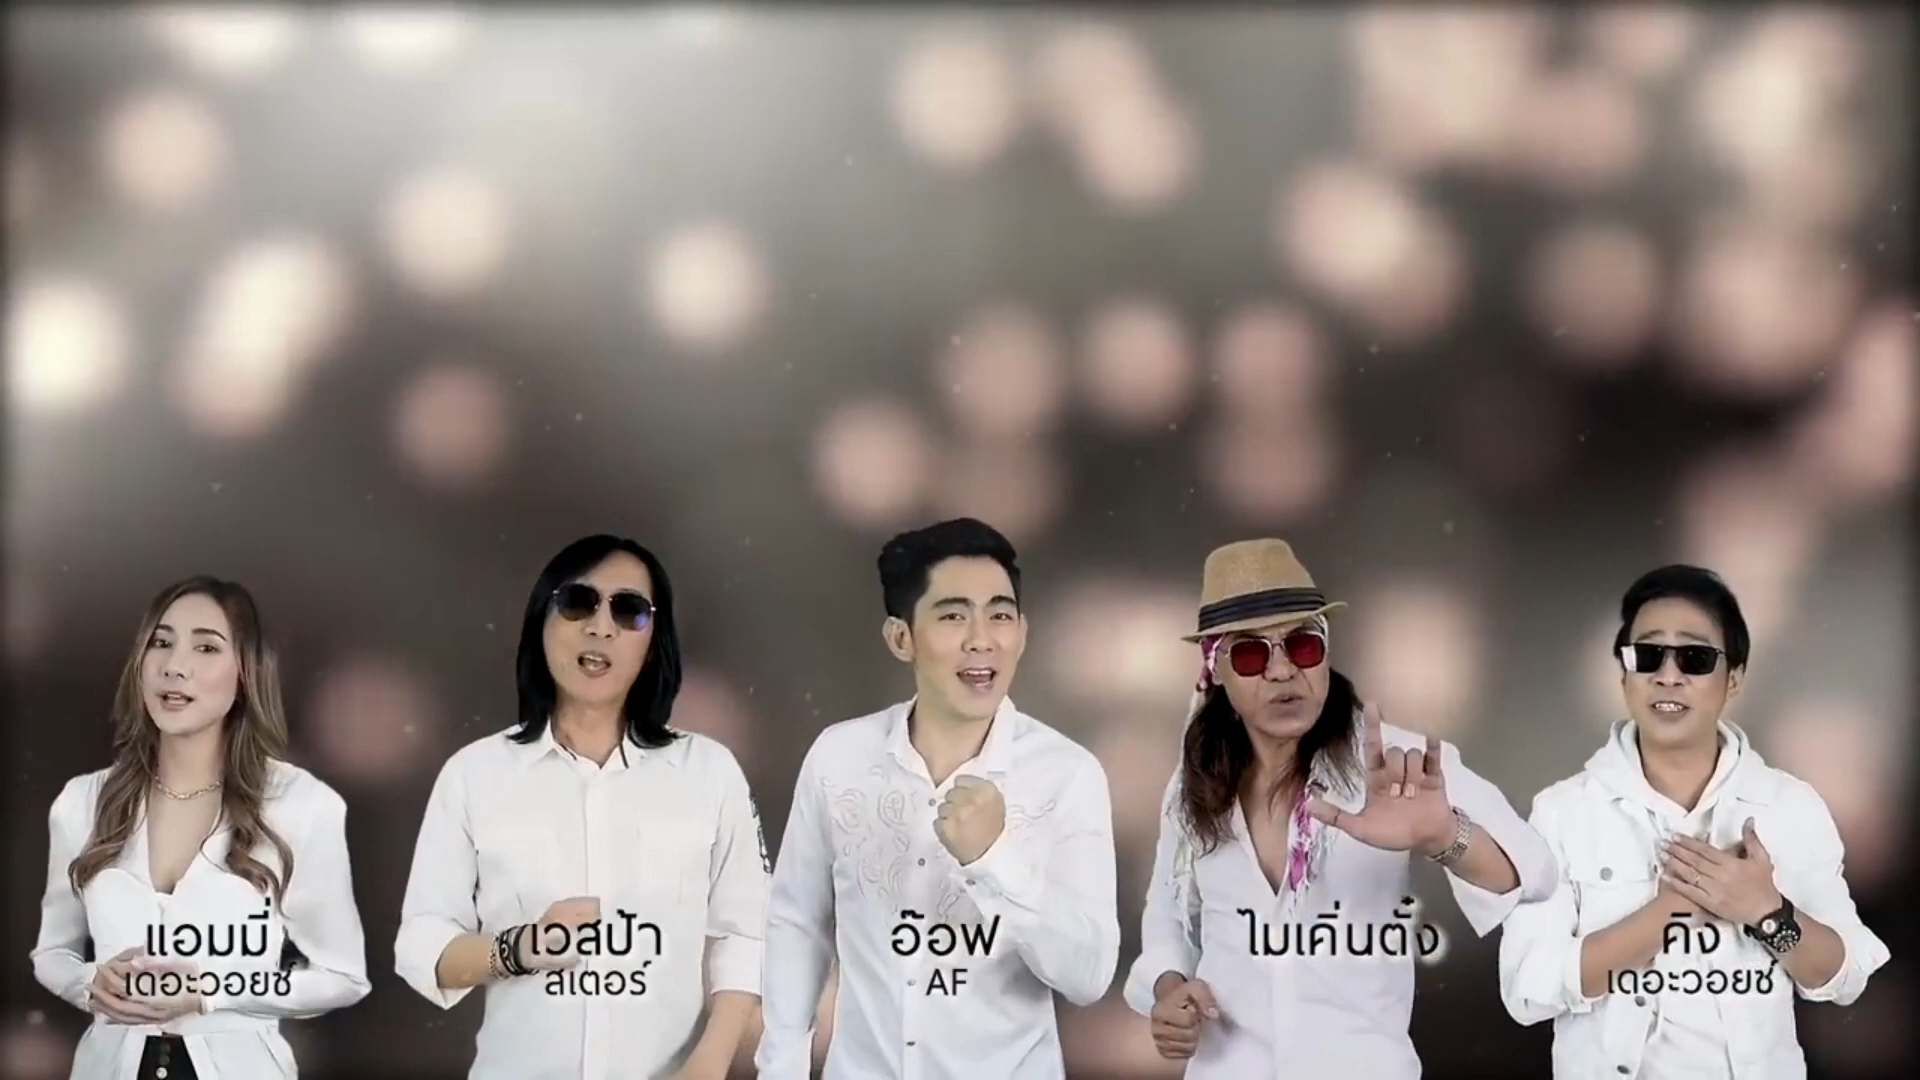 แอมมี่
เดอะวอยซ์
เวสป้า
สเตอร์
อ๊อฟ
AF
ไมเคิ่นตั๋ง
คิง
เดอะวอยซ์